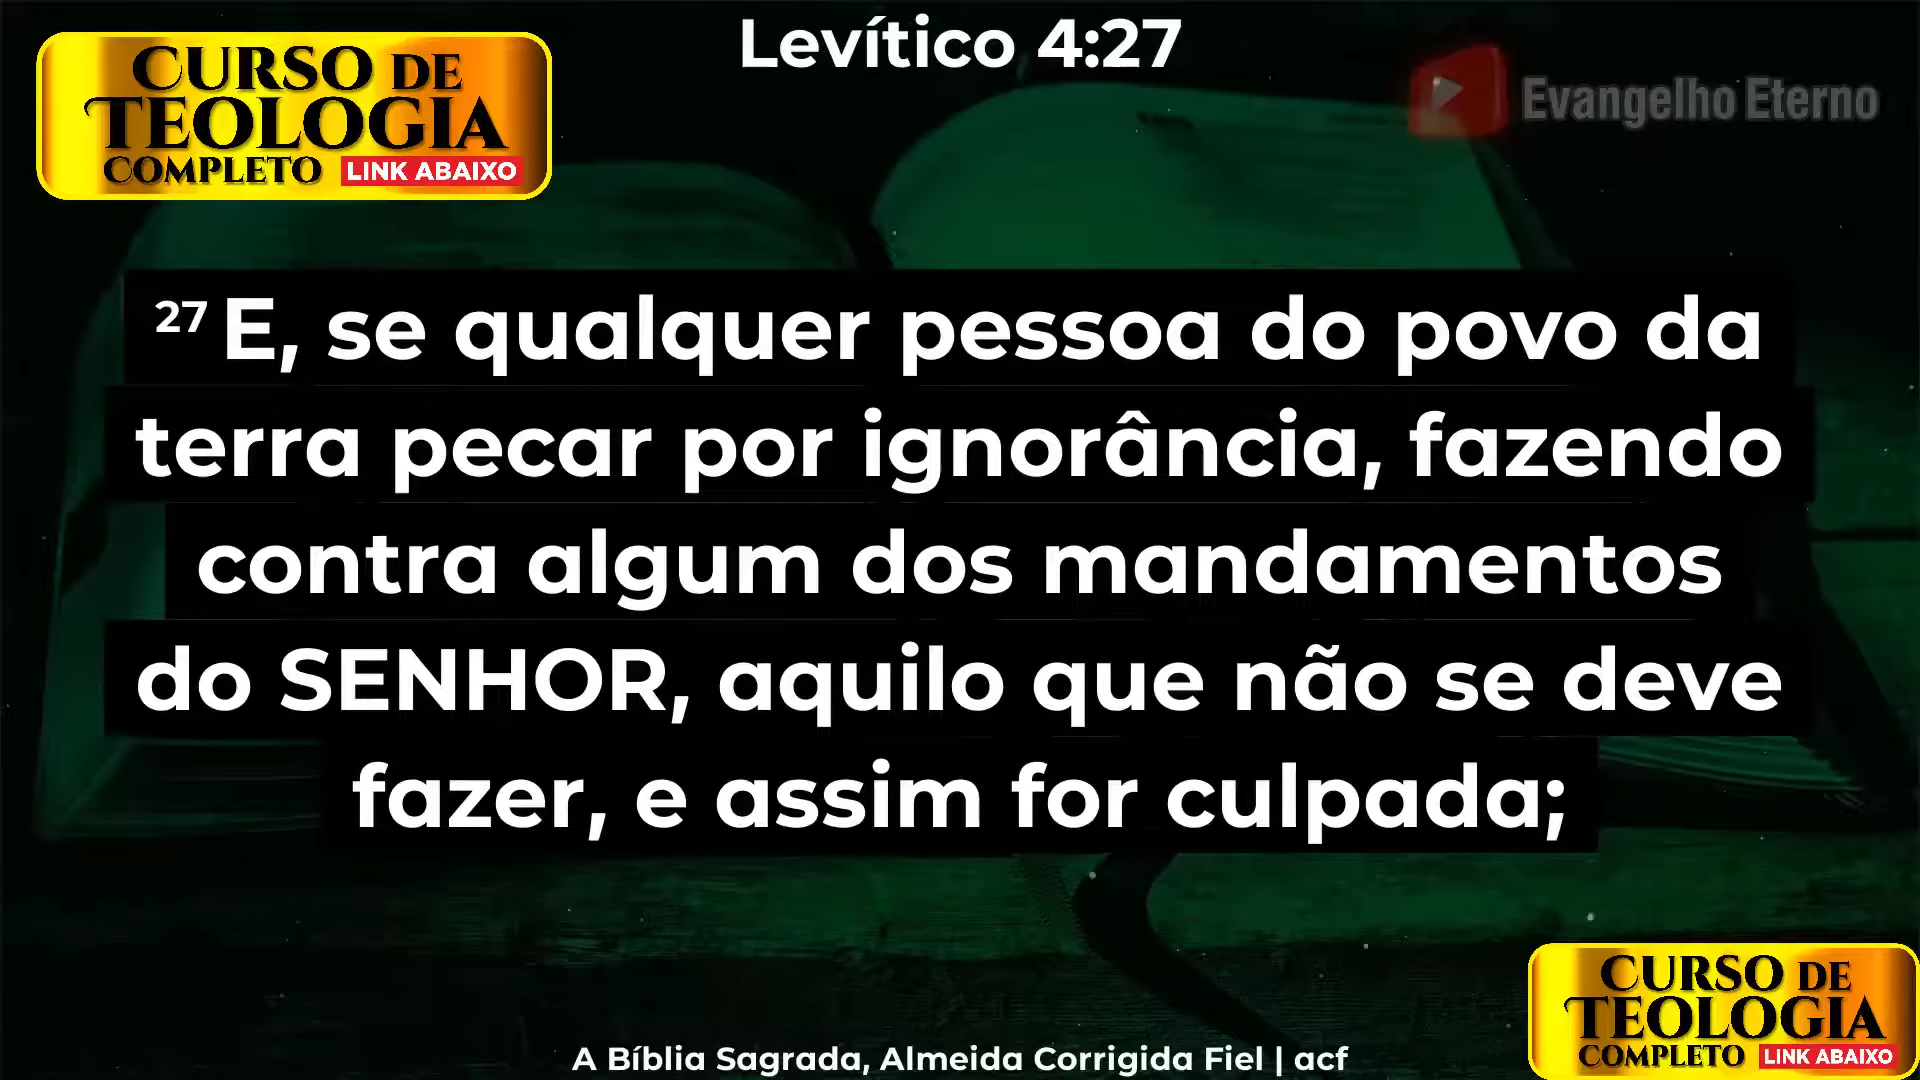 Levítico 4:27
CURSO DE
TEOLOGIA
COMPLETO LINK ABAIXO
Evangelho Eterno
27 E, se qualquer pessoa do povo da
terra pecar por ignorância, fazendo
contra algum dos mandamentos
do SENHOR, aquilo que não se deve
fazer, e assim for culpada;
CURSO DE
TEOLOGIA
COMPLETO LINK ABAIXO
A Bíblia Sagrada, Almeida Corrigida Fiel | acf